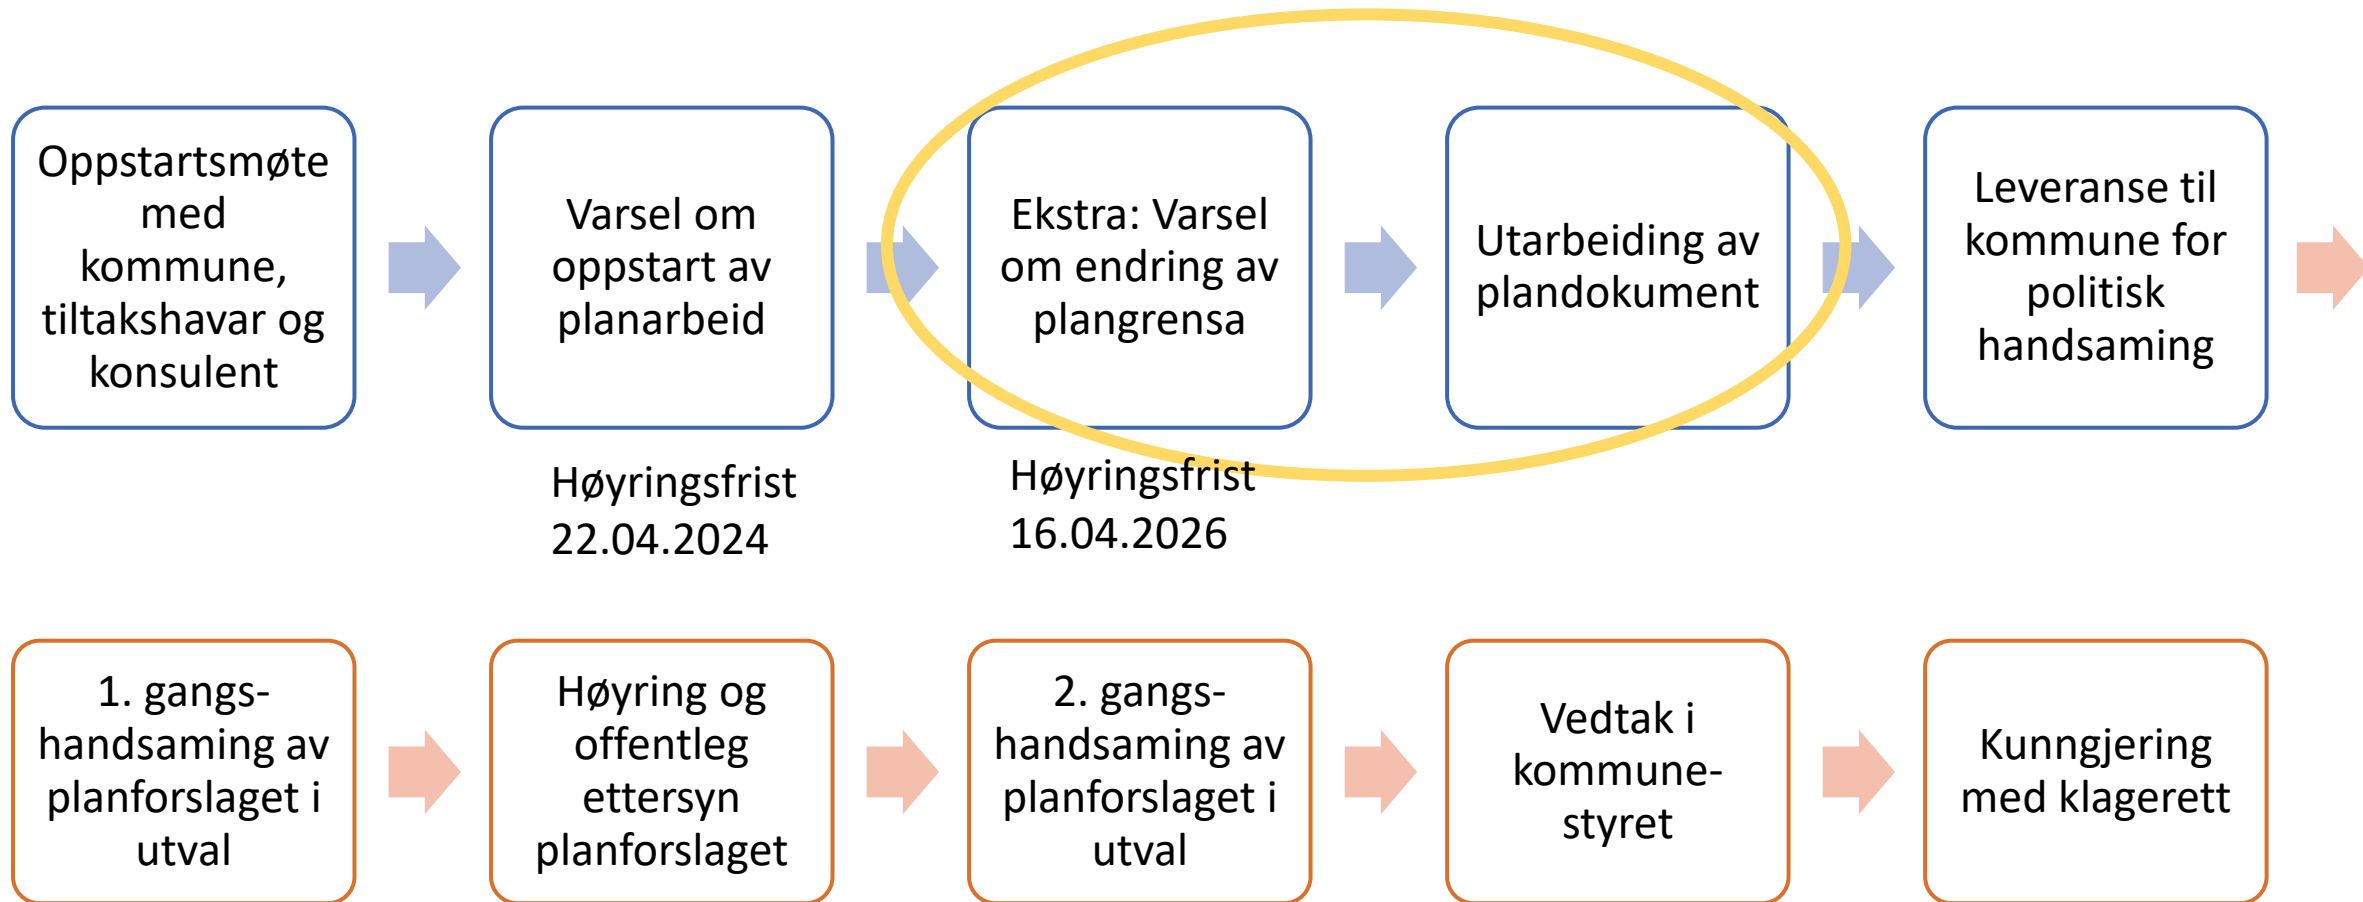 Oppstartsmøte
med
kommune,
tiltakshavar og
konsulent
Varsel om
oppstart av
planarbeid
Ekstra: Varsel
om endring av
plangrensa
Utarbeiding av
plandokument
Leveranse til
kommune for
politisk
handsaming
Høyringsfrist
22.04.2024
Høyringsfrist
16.04.2026
1. gangs-
handsaming av
planforslaget i
utval
Høyring og
offentleg
ettersyn
planforslaget
2. gangs-
handsaming av
planforslaget i
utval
Vedtak i
kommune-
styret
Kunngjering
med klagerett